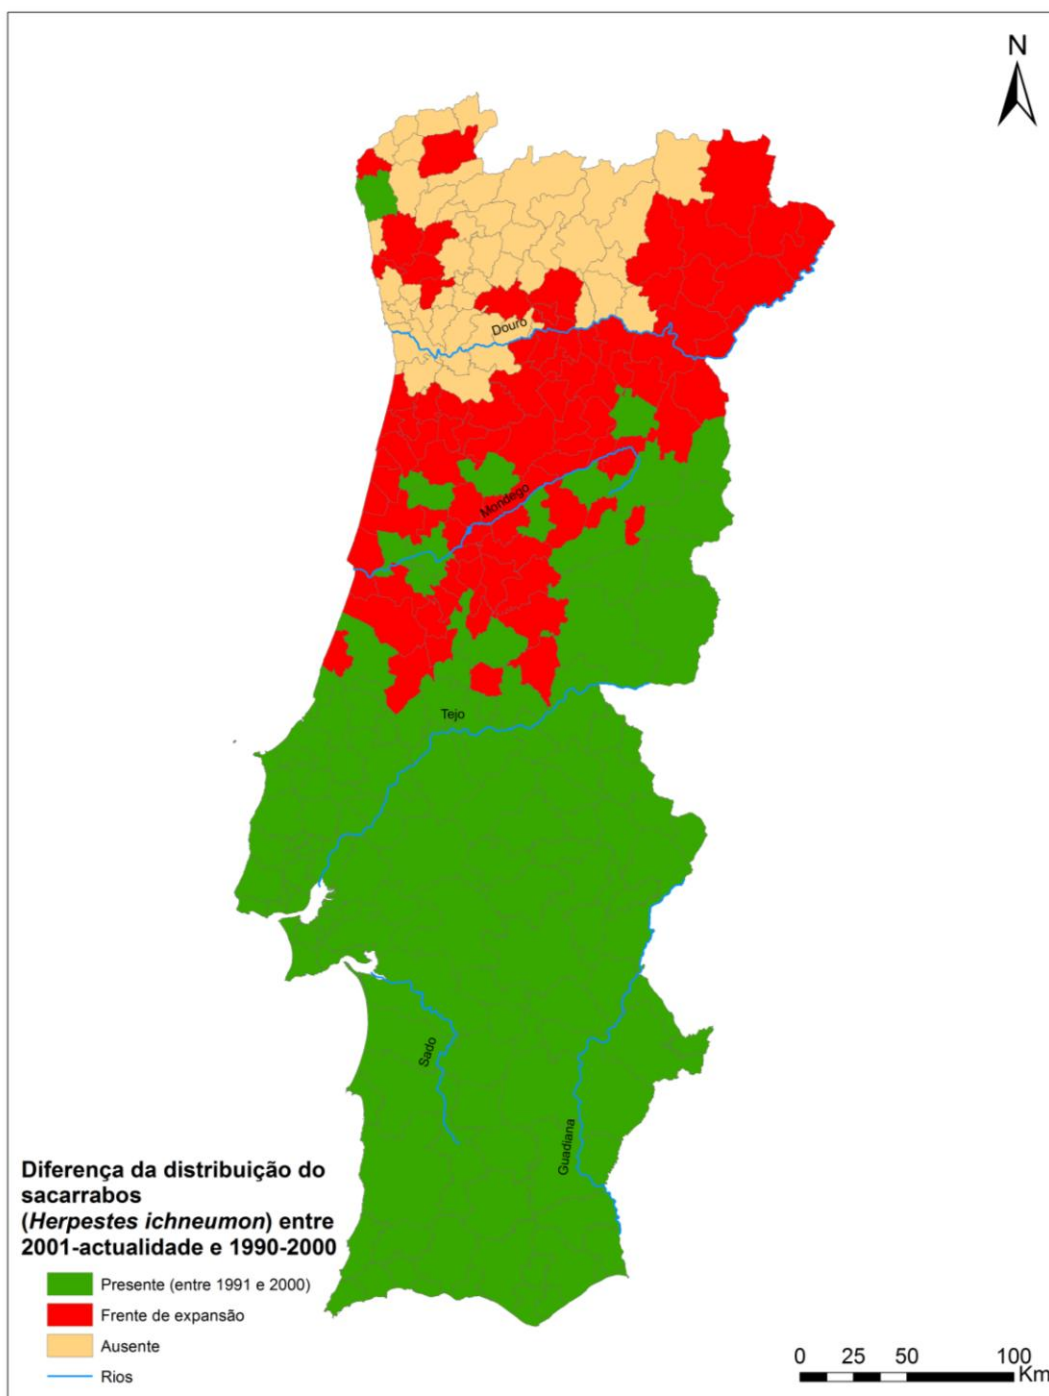 N
Douro
Mondego
Tejo
Sado
Guadiana
Diferença da distribuição do
sacarrabos
(Herpestes ichneumon) entre
2001-actualidade e 1990-2000
Presente (entre 1991 e 2000)
Frente de expansão
Ausente
Rios
0 25 50 100
Km